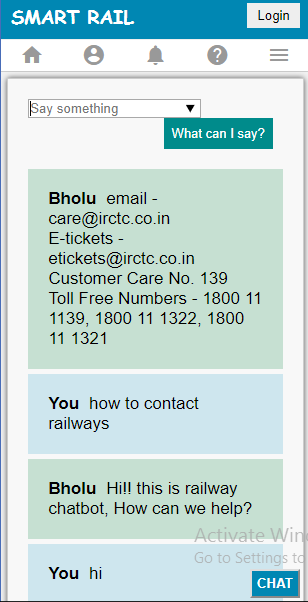 SMART RAIL
Login
Say something
What can I say?
Bholu email -
care@irctc.co.in
E-tickets -
etickets@irctc.co.in
Customer Care No. 139
Toll Free Numbers - 1800 11
1139, 1800 11 1322, 1800
11 1321
You how to contact
railways
Bholu Hi!! this is railway
chatbot, How can we help?
Activate Win
Go to Settings to
You hi
CHAT